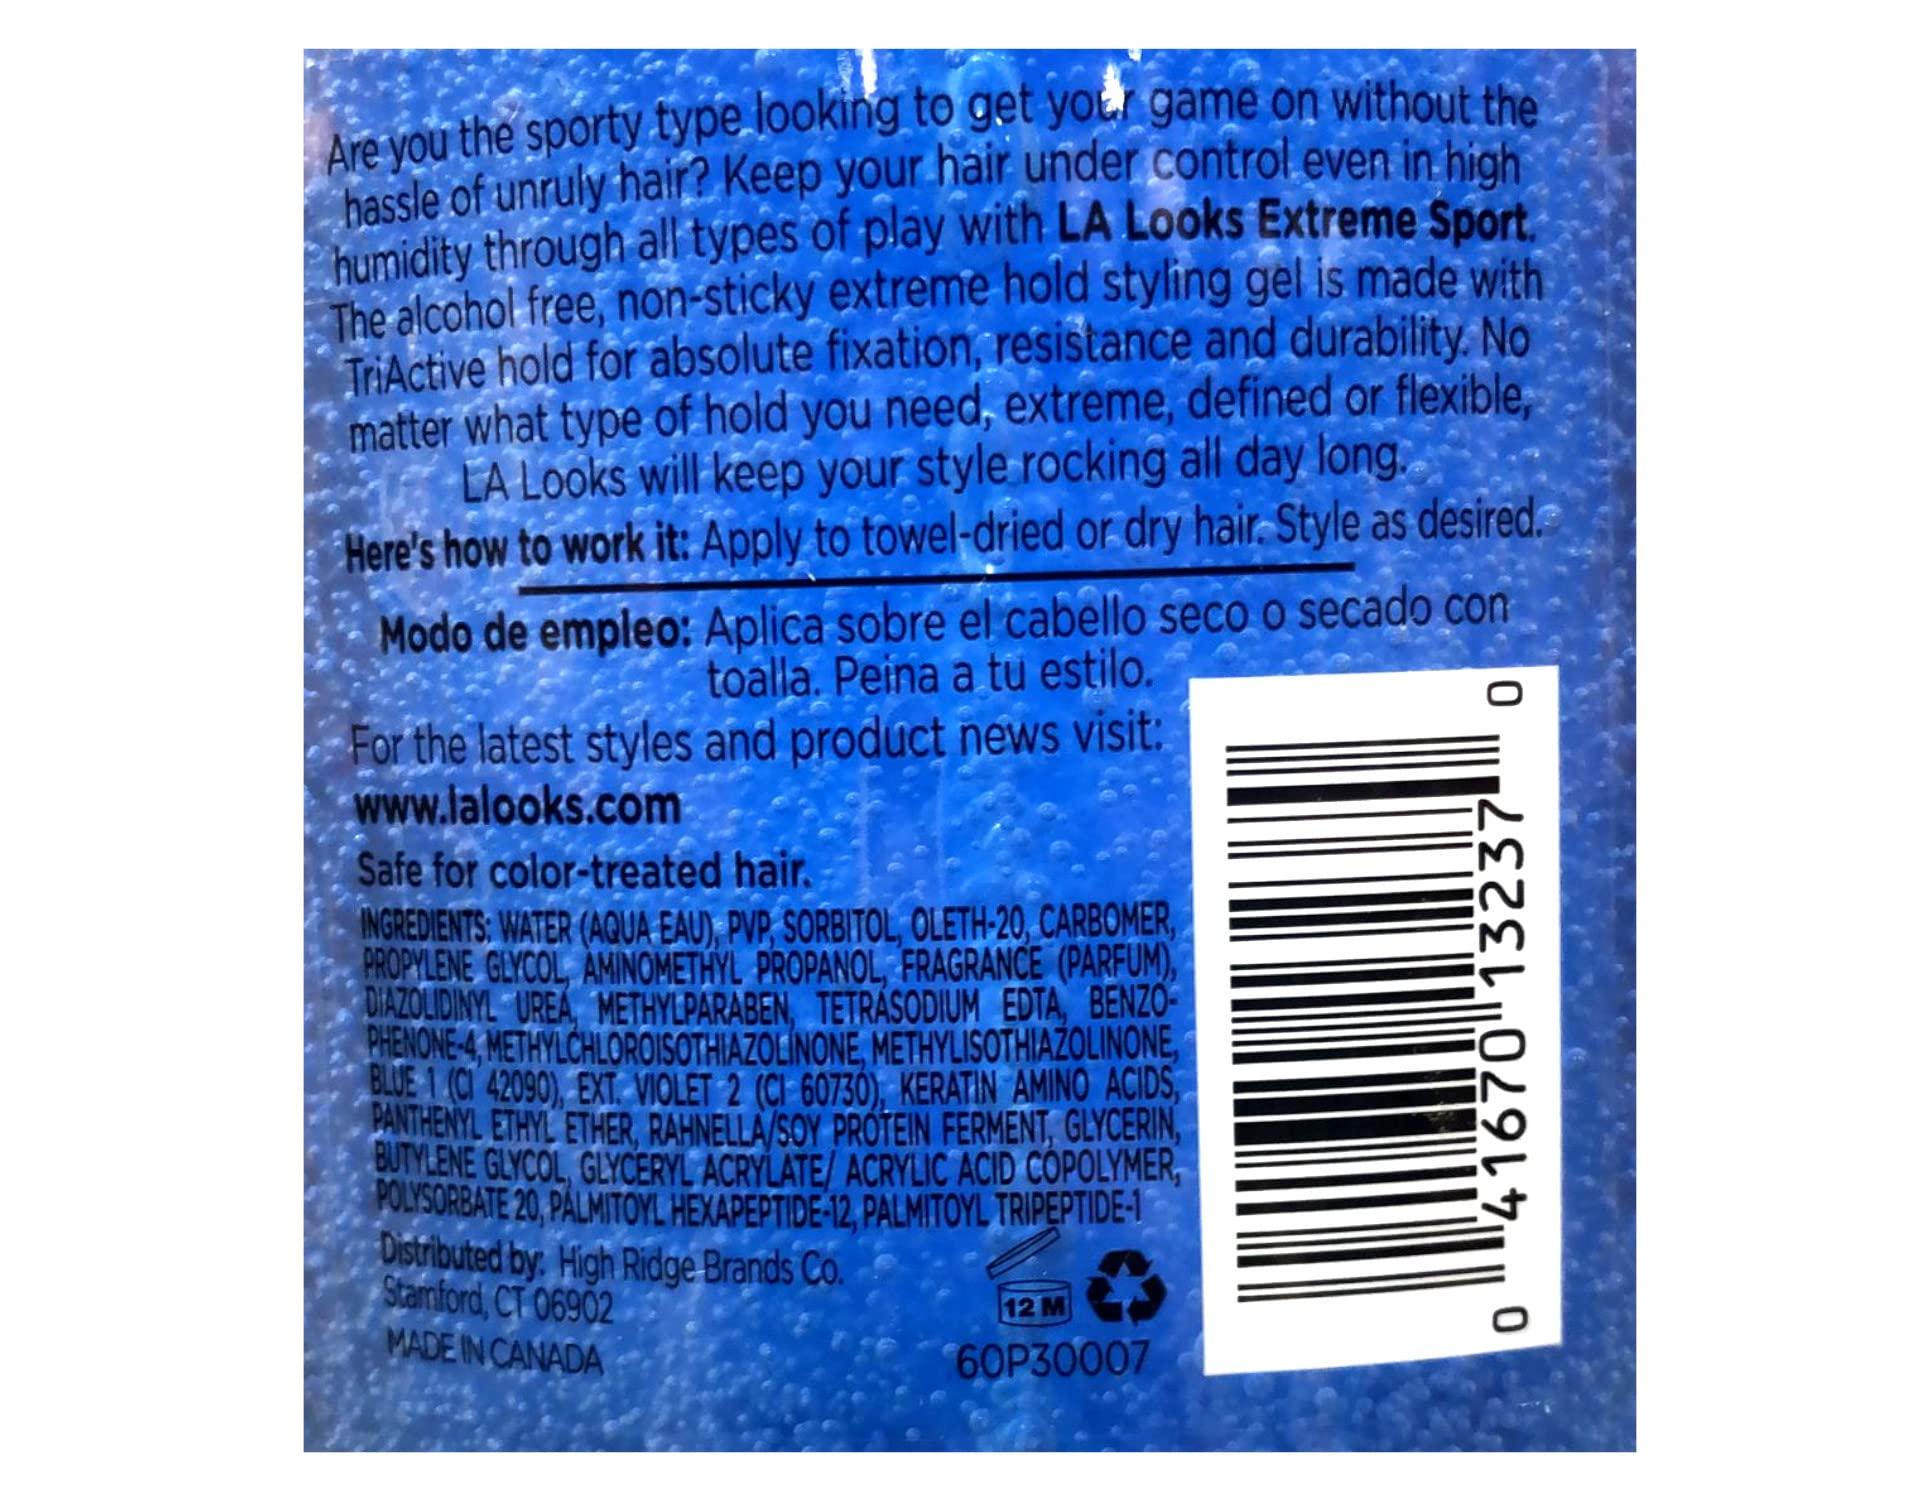 Are you the sporty type looking to get your game on without the
hassle of unruly hair? Keep your hair under control even in high
humidity through all types of play with LA Looks Extreme Sport.
The alcohol free, non-sticky extreme hold styling gel is made with
TriActive hold for absolute fixation, resistance and durability. No
matter what type of hold you need, extreme, defined or flexible,
LA Looks will keep your style rocking all day long.
Here's how to work it: Apply to towel-dried or dry hair. Style as desired.
Modo de empleo: Aplica sobre el cabello seco o secado con
toalla. Peina a tu estilo.
For the latest styles and product news visit:
www.lalooks.com
Safe for color-treated hair.
INGREDIENTS: WATER (AQUA EAU), PVP, SORBITOL, OLETH-20, CARBOMER,
PROPYLENE GLYCOL, AMINOMETHYL PROPANOL, FRAGRANCE (PARFUM),
DIAZOLIDINYL UREA, METHYLPARABEN, TETRASODIUM EDTA, BENZO-
PHENONE-4, METHYLCHLOROISOTHIAZOLINONE, METHYLISOTHIAZOLINONE,
BLUE 1 (CI 42090), EXT. VIOLET 2 (CI 60730), KERATIN AMINO ACIDS,
PANTHENYL ETHYL ETHER, RAHNELLA/SOY PROTEIN FERMENT, GLYCERIN,
BUTYLENE GLYCOL, GLYCERYL ACRYLATE/ ACRYLIC ACID COPOLYMER,
POLYSORBATE 20, PALMITOYL HEXAPEPTIDE-12, PALMITOYL TRIPEPTIDE-1
Distributed by: High Ridge Brands Co.
Stamford, CT 06902
MADE IN CANADA
12 M
60P30007
0 41670 13237 0